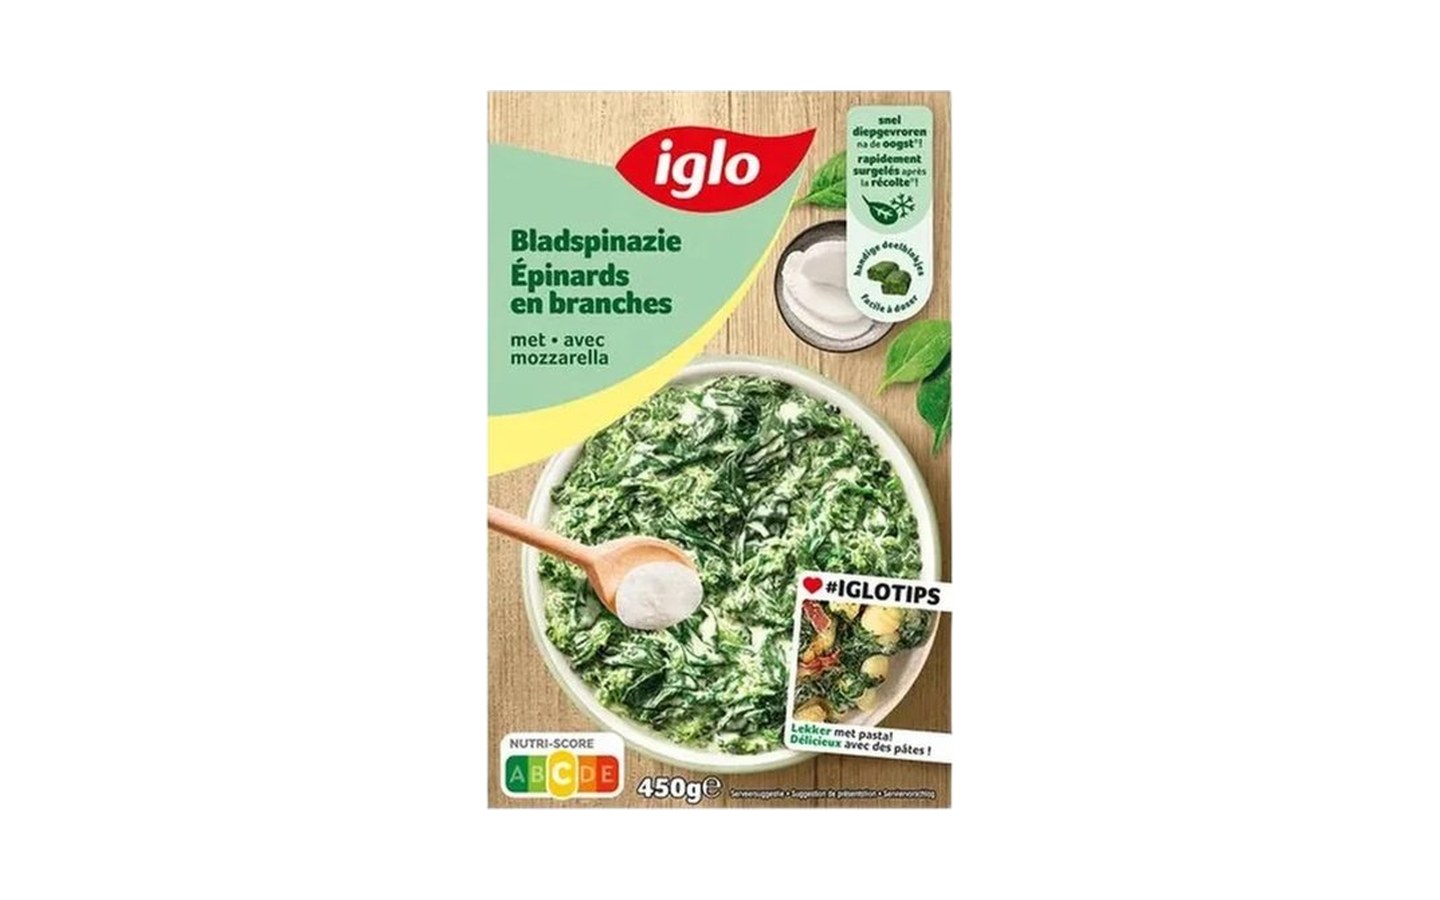 iglo
Bladspinazie
Épinards
en branches
met • avec
mozzarella
snel
diepgevroren
na de oogst*!
rapidement
surgelés après
la récolte*!
handige deelblokjes
facile à doser
#IGLOTIPS
Lekker met pasta!
Délicieux avec des pâtes !
NUTRI-SCORE
A B C D E
450g℮
Serveersuggestie • Suggestion de présentation • Serviervorschlag